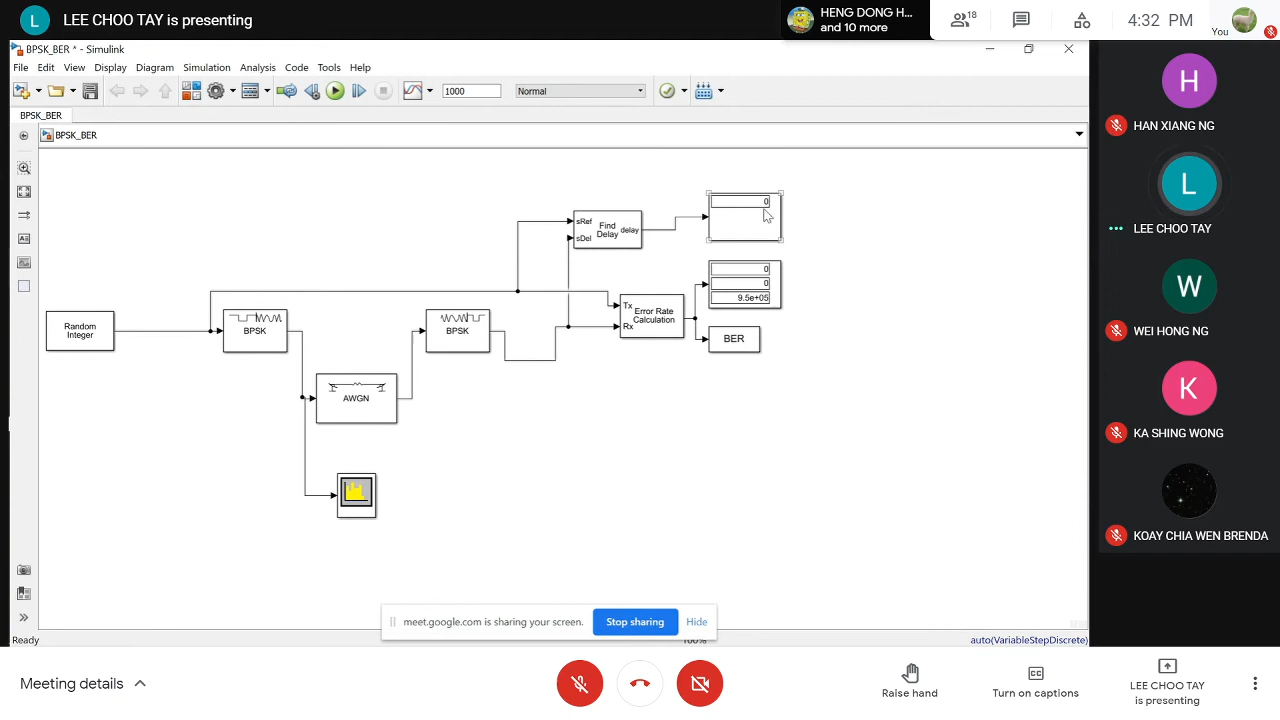 L
LEE CHOO TAY is presenting
HENG DONG H...
and 10 more
18
4:32 PM
You
BPSK_BER * - Simulink
File Edit View Display Diagram Simulation Analysis Code Tools Help
1000
Normal
BPSK_BER
BPSK_BER
Random
Integer
BPSK
AWGN
BPSK
sRef
sDel
Find
Delay
delay
0
Tx
Rx
Error Rate
Calculation
0
0
9.5e+05
BER
H
HAN XIANG NG
L
LEE CHOO TAY
W
WEI HONG NG
K
KA SHING WONG
KOAY CHIA WEN BRENDA
meet.google.com is sharing your screen.
Stop sharing
Hide
Ready
100%
auto(VariableStepDiscrete)
Meeting details
Raise hand
CC
Turn on captions
LEE CHOO TAY
is presenting